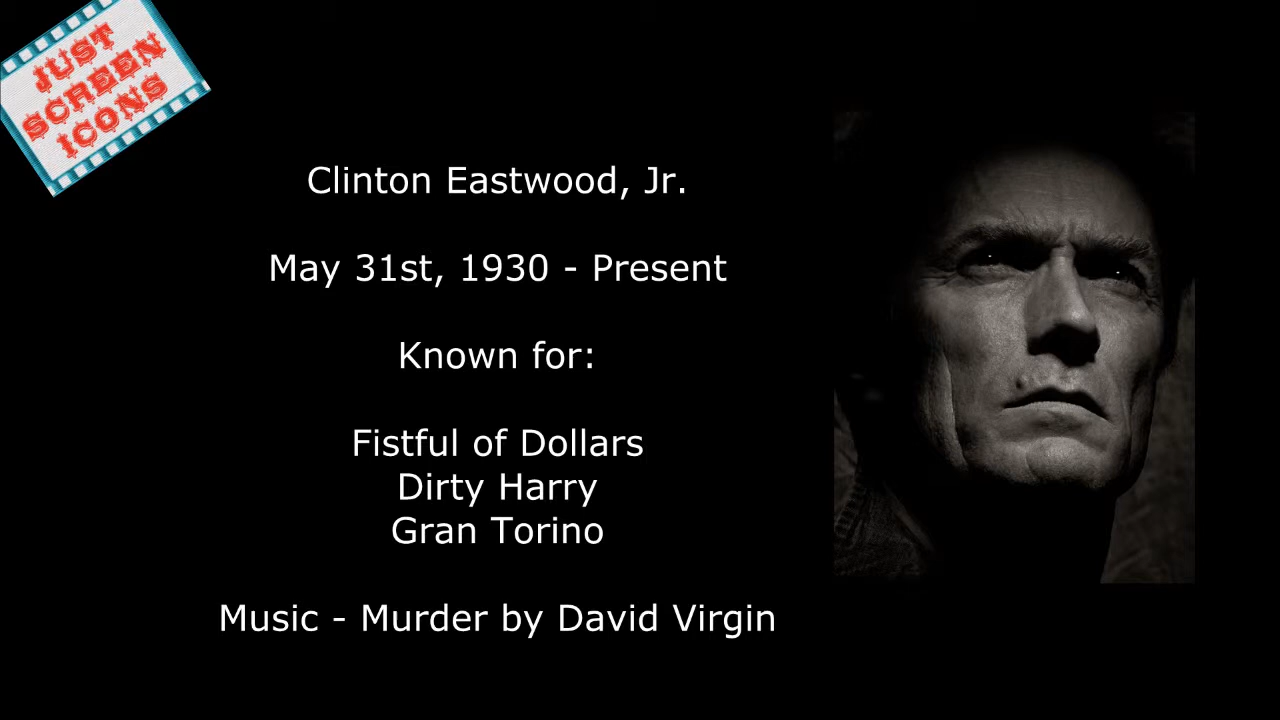 JUST
SCREEN
ICONS
Clinton Eastwood, Jr.
May 31st, 1930 - Present
Known for:
Fistful of Dollars
Dirty Harry
Gran Torino
Music - Murder by David Virgin